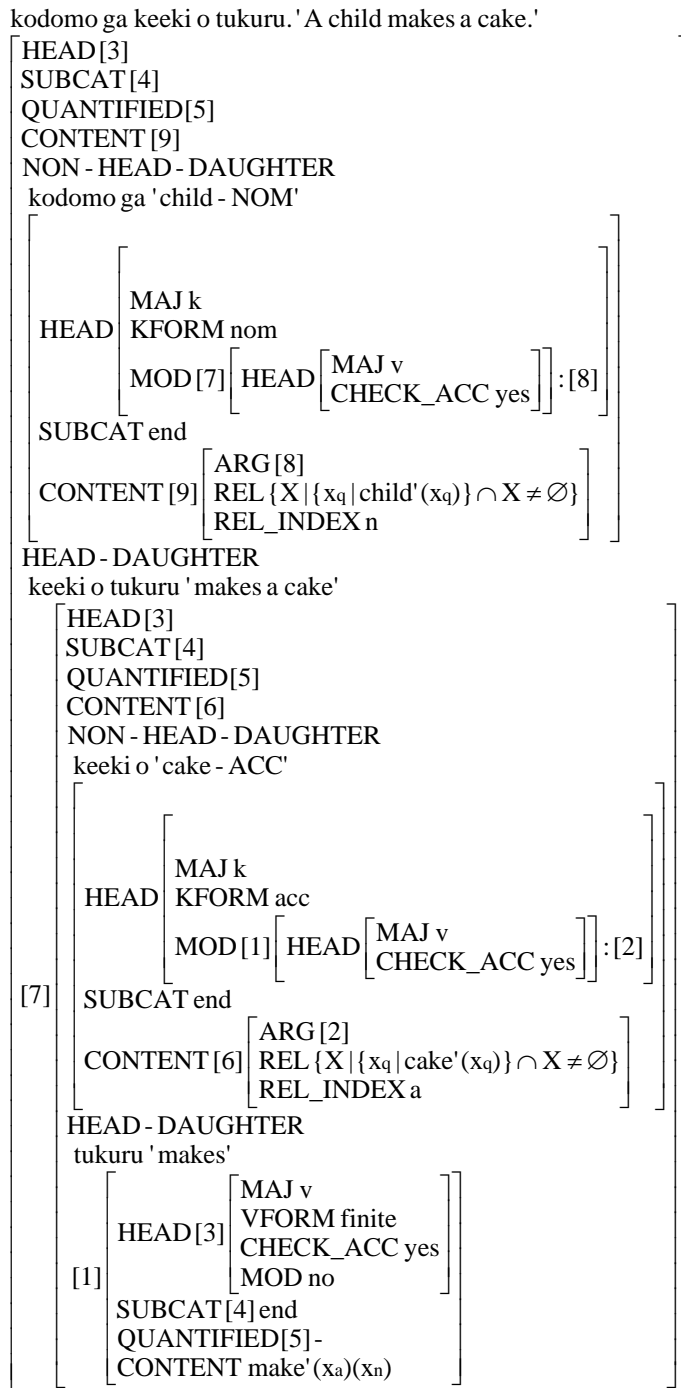 kodomo ga keeki o tukuru. 'A child makes a cake.'
HEAD [3]
SUBCAT [4]
QUANTIFIED[5]
CONTENT [9]
NON - HEAD - DAUGHTER
kodomo ga 'child - NOM'
MAJ k
HEAD KFORM nom
MOD [7] [HEAD [MAJ v
CHECK_ACC yes]] : [8]
SUBCAT end
ARG [8]
CONTENT [9] REL {X | {xq | child'(xq)} ∩ X ≠ ∅}
REL_INDEX n
HEAD - DAUGHTER
keeki o tukuru 'makes a cake'
HEAD [3]
SUBCAT [4]
QUANTIFIED[5]
CONTENT [6]
NON - HEAD - DAUGHTER
keeki o 'cake - ACC'
MAJ k
HEAD KFORM acc
MOD [1] [HEAD [MAJ v
CHECK_ACC yes]] : [2]
[7] SUBCAT end
ARG [2]
CONTENT [6] REL {X | {xq | cake'(xq)} ∩ X ≠ ∅}
REL_INDEX a
HEAD - DAUGHTER
tukuru 'makes'
MAJ v
HEAD [3] VFORM finite
CHECK_ACC yes
[1] MOD no
SUBCAT [4] end
QUANTIFIED[5] -
CONTENT make'(xa)(xn)